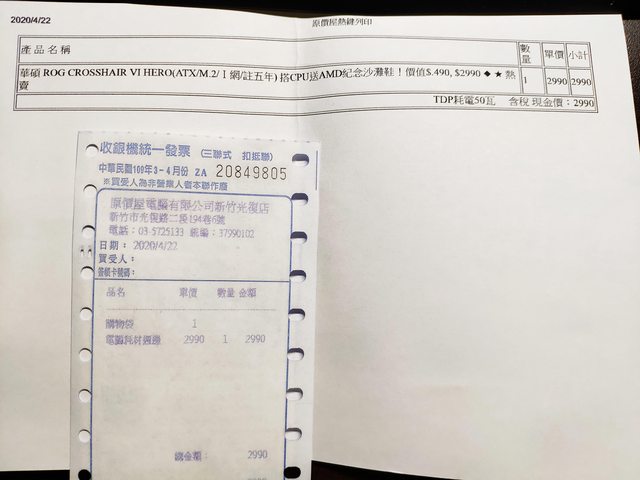 2020/4/22
原價屋熱鍵列印
產品名稱 數量 單價 小計
華碩 ROG CROSSHAIR VI HERO(ATX/M.2/Ｉ網/註五年) 搭CPU送AMD紀念沙灘鞋！價值$.490, $2990 ◆ ★ 熱賣 1 2990 2990
TDP耗電50瓦 含稅 現金價：2990
收銀機統一發票 (三聯式 扣抵聯)
中華民國109年3-4月份 ZA 20849805
※買受人為非營業人者本聯作廢
原價屋電腦有限公司新竹光復店
新竹市光復路二段194巷6號
電話：03-5725133 統編：37990102
日期： 2020/4/22
買受人：
簽帳卡號碼：
品名 單價 數量 金額
購物袋 1
電腦耗材週邊 2990 1 2990
總金額： 2990
2990